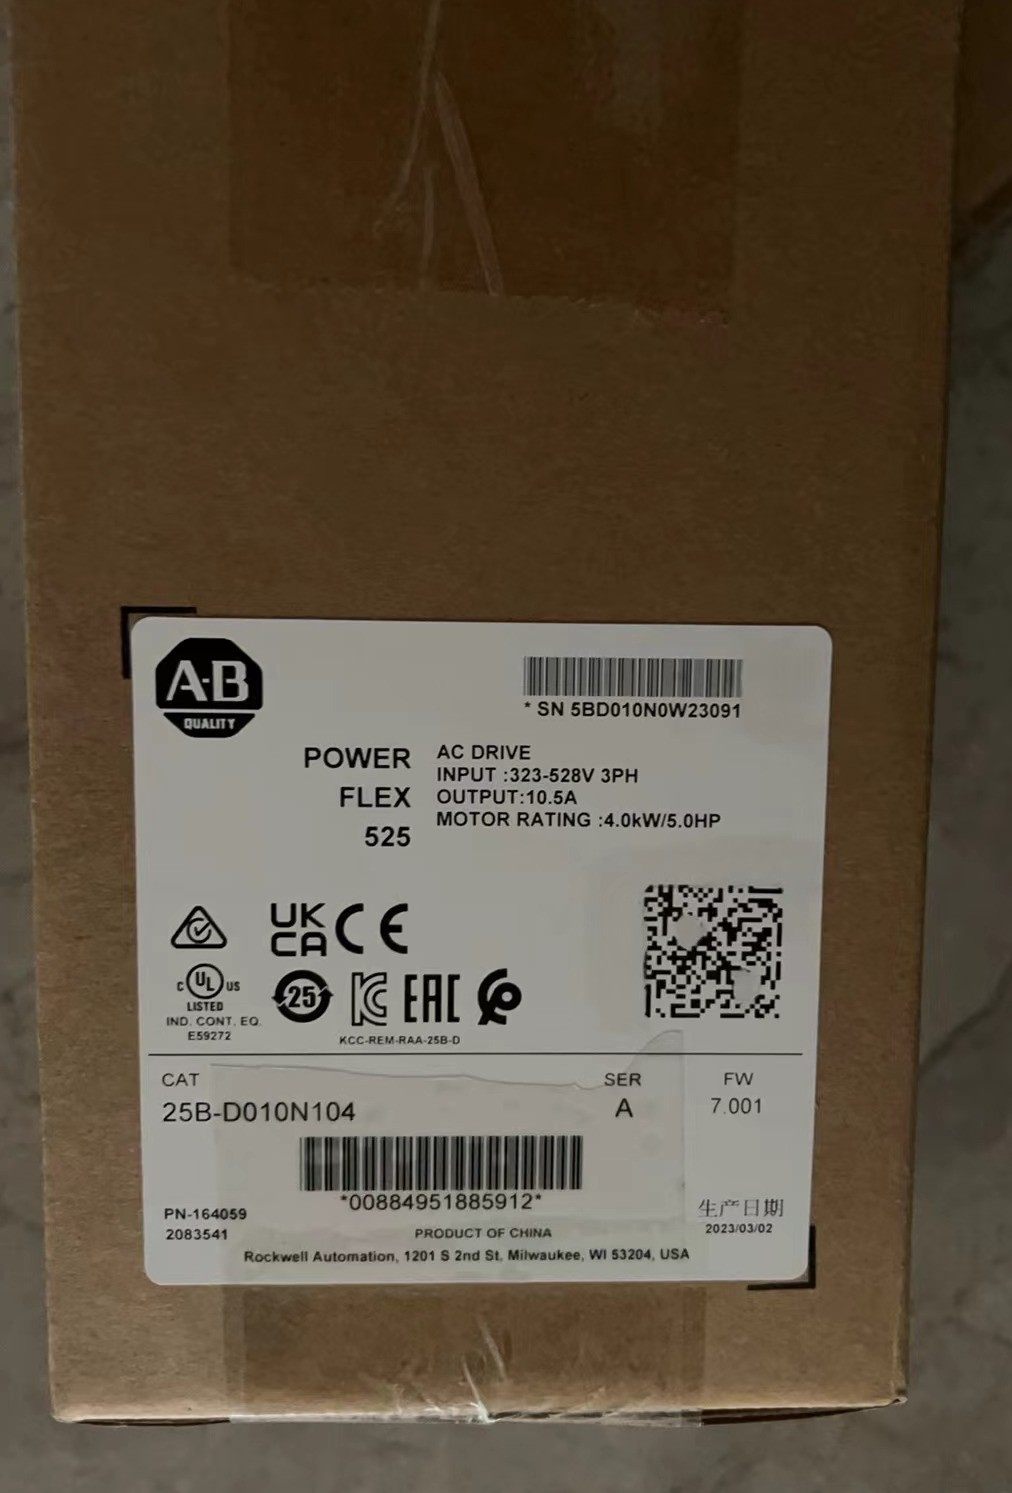 A-B
QUALITY
* SN 5BD010N0W23091
POWER
FLEX
525
AC DRIVE
INPUT :323-528V 3PH
OUTPUT:10.5A
MOTOR RATING :4.0kW/5.0HP
UK
CA
CE
C UL US
LISTED
IND. CONT. EQ.
E59272
25
KC
EAC
KCC-REM-RAA-25B-D
CAT
25B-D010N104
SER
A
FW
7.001
*00884951885912*
PN-164059
2083541
PRODUCT OF CHINA
生产日期
2023/03/02
Rockwell Automation, 1201 S 2nd St. Milwaukee, WI 53204, USA